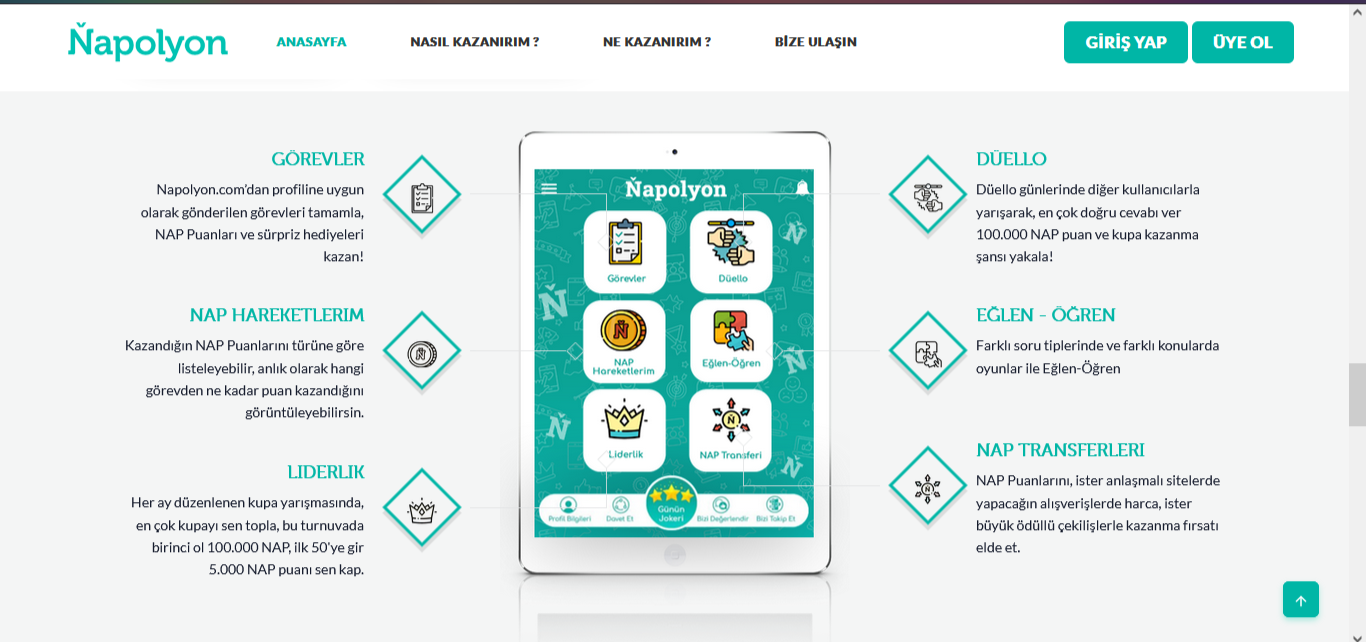 Ňapolyon
ANASAYFA
NASIL KAZANIRIM ?
NE KAZANIRIM ?
BİZE ULAŞIN
GİRİŞ YAP
ÜYE OL
GÖREVLER
Napolyon.com'dan profiline uygun
olarak gönderilen görevleri tamamla,
NAP Puanları ve sürpriz hediyeleri
kazan!
NAP HAREKETLERIM
Kazandığın NAP Puanlarını türüne göre
listeleyebilir, anlık olarak hangi
görevden ne kadar puan kazandığını
görüntüleyebilirsin.
LIDERLIK
Her ay düzenlenen kupa yarışmasında,
en çok kupayı sen topla, bu turnuvada
birinci ol 100.000 NAP, ilk 50'ye gir
5.000 NAP puanı sen kap.
Ňapolyon
Görevler
Düello
NAP
Hareketlerim
Eğlen-Öğren
Liderlik
NAP Transferi
Profil Bilgileri
Davet Et
Günün
Jokeri
Bizi Değerlendir
Bizi Takip Et
DÜELLO
Düello günlerinde diğer kullanıcılarla
yarışarak, en çok doğru cevabı ver
100.000 NAP puan ve kupa kazanma
şansı yakala!
EĞLEN - ÖĞREN
Farklı soru tiplerinde ve farklı konularda
oyunlar ile Eğlen-Öğren
NAP TRANSFERLERI
NAP Puanlarını, ister anlaşmalı sitelerde
yapacağın alışverişlerde harca, ister
büyük ödüllü çekilişlerle kazanma fırsatı
elde et.